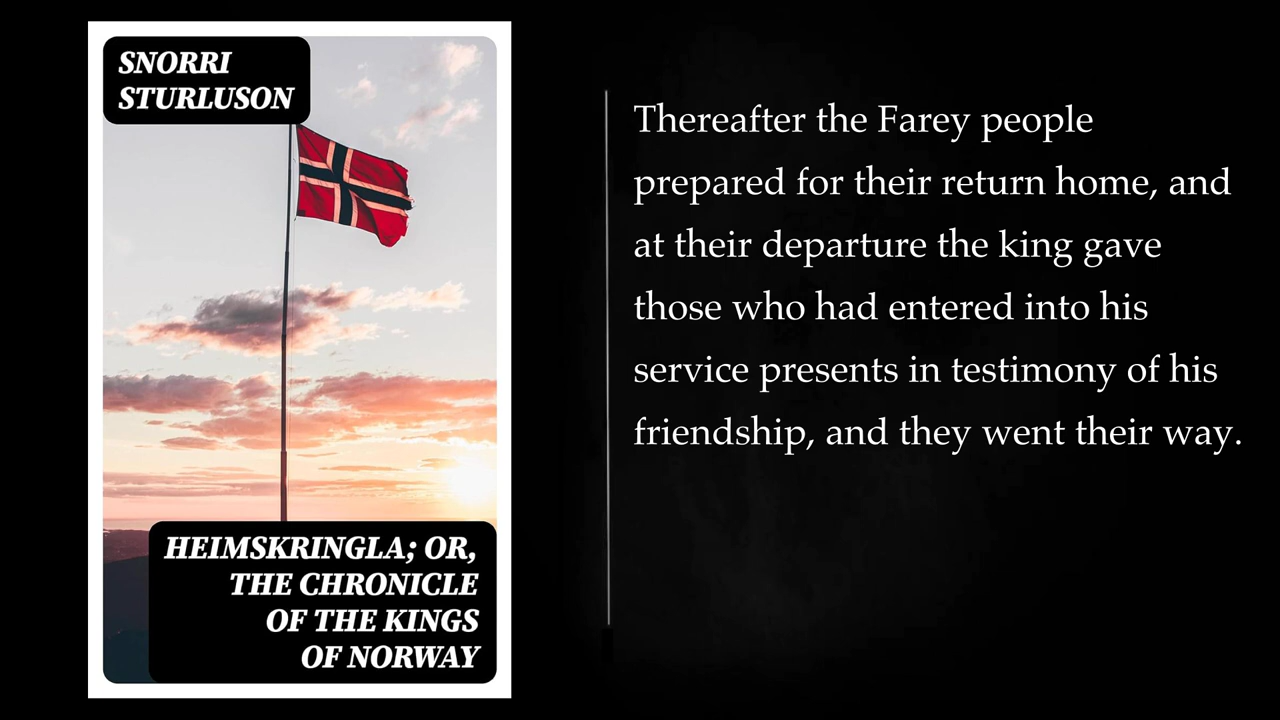 SNORRI
STURLUSON
HEIMSKRINGLA; OR,
THE CHRONICLE
OF THE KINGS
OF NORWAY
Thereafter the Farey people
prepared for their return home, and
at their departure the king gave
those who had entered into his
service presents in testimony of his
friendship, and they went their way.